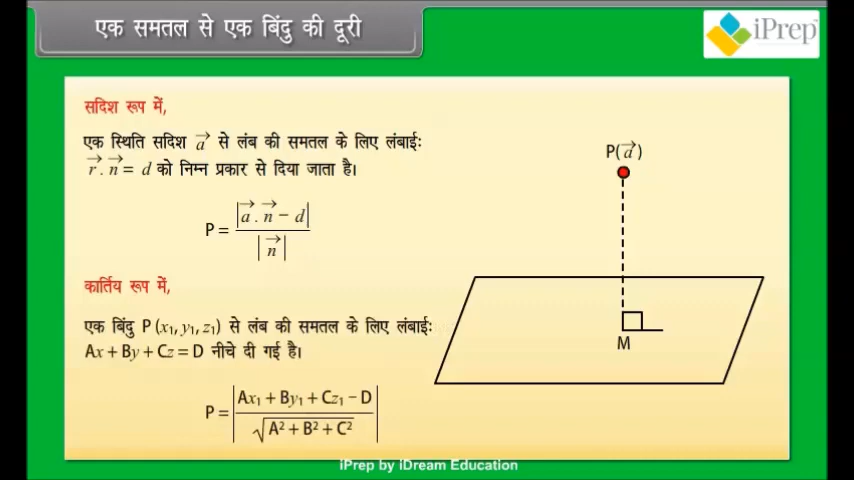 एक समतल से एक बिंदु की दूरी
iPrep
सदिश रूप में,
एक स्थिति सदिश a⃗ से लंब की समतल के लिए लंबाईः
r⃗ . n⃗ = d को निम्न प्रकार से दिया जाता है।
P = |a⃗ . n⃗ − d| / |n⃗|
कार्तिय रूप में,
एक बिंदु P (x₁, y₁, z₁) से लंब की समतल के लिए लंबाईः
Ax + By + Cz = D नीचे दी गई है।
P = |Ax₁ + By₁ + Cz₁ − D / √A² + B² + C²|
P(a⃗)
M
iPrep by iDream Education